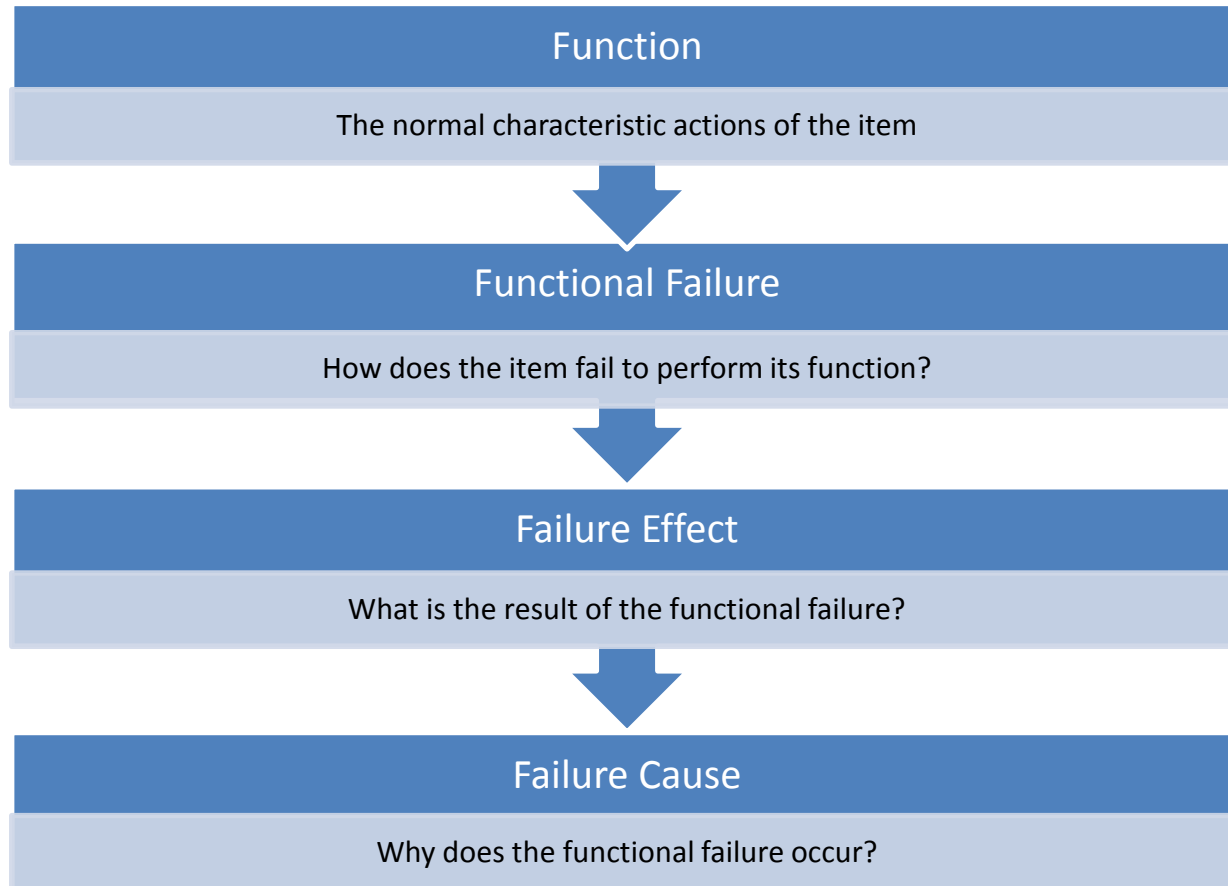 Function
The normal characteristic actions of the item
Functional Failure
How does the item fail to perform its function?
Failure Effect
What is the result of the functional failure?
Failure Cause
Why does the functional failure occur?